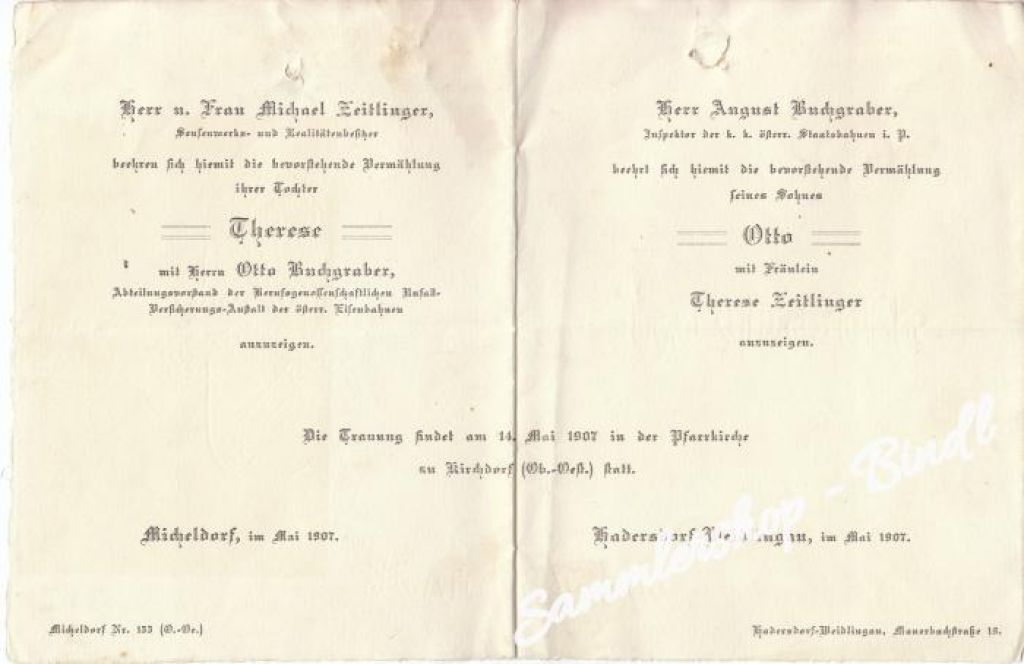 Herr u. Frau Michael Zeitlinger,
Sensenwerks- und Realitätenbesitzer
beehren sich hiemit die bevorstehende Vermählung
ihrer Tochter
Therese
mit Herrn Otto Buchgraber,
Abteilungsvorstand der Berufsgenossenschaftlichen Unfall-
Versicherungs-Anstalt der österr. Eisenbahnen
anzuzeigen.
Herr August Buchgraber,
Inspektor der k. k. österr. Staatsbahnen i. P.
beehrt sich hiemit die bevorstehende Vermählung
seines Sohnes
Otto
mit Fräulein
Therese Zeitlinger
anzuzeigen.
Die Trauung findet am 14. Mai 1907 in der Pfarrkirche
zu Kirchdorf (Ob.-Oest.) statt.
Micheldorf, im Mai 1907.
Hadersdorf-Weidlingau, im Mai 1907.
Micheldorf Nr. 153 (O.-Oe.)
Hadersdorf-Weidlingau, Mauerbachstraße 18.
Sammlershop - Bindl